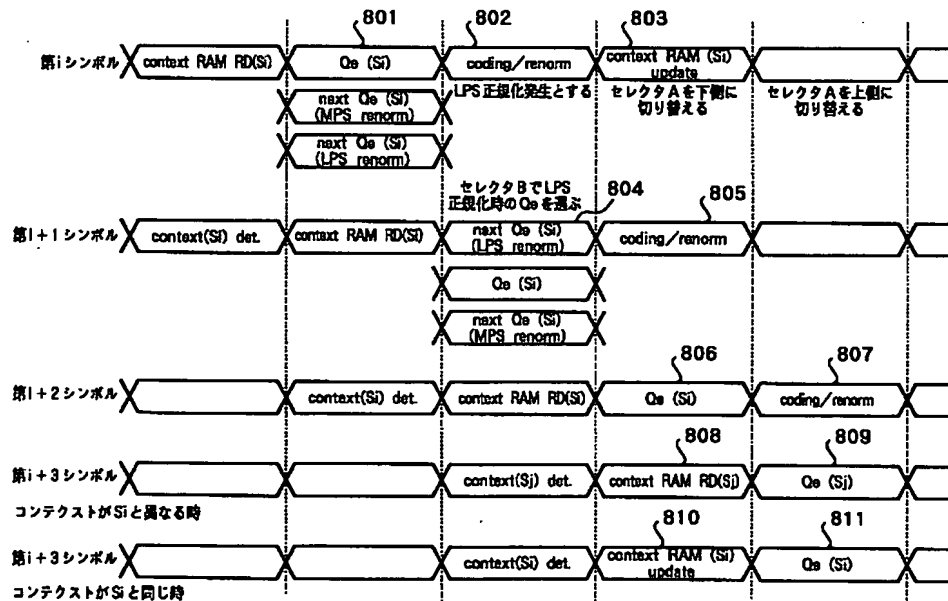 801
802
803
第iシンボル
context RAM RD(Si)
Qe (Si)
coding/renorm
context RAM (Si)
update
next Qe (Si)
(MPS renorm)
LPS正規化発生とする
セレクタAを下側に
切り替える
セレクタAを上側に
切り替える
next Qe (Si)
(LPS renorm)
セレクタBでLPS
正規化時のQeを選ぶ
804
805
第i+1シンボル
context(Si) det.
context RAM RD(Si)
next Qe (Si)
(LPS renorm)
coding/renorm
Qe (Si)
next Qe (Si)
(MPS renorm)
806
807
第i+2シンボル
context(Si) det.
context RAM RD(Si)
Qe (Si)
coding/renorm
808
809
第i+3シンボル
context(Sj) det.
context RAM RD(Sj)
Qe (Sj)
コンテクストがSiと異なる時
810
811
第i+3シンボル
context(Si) det.
context RAM (Si)
update
Qe (Si)
コンテクストがSiと同じ時